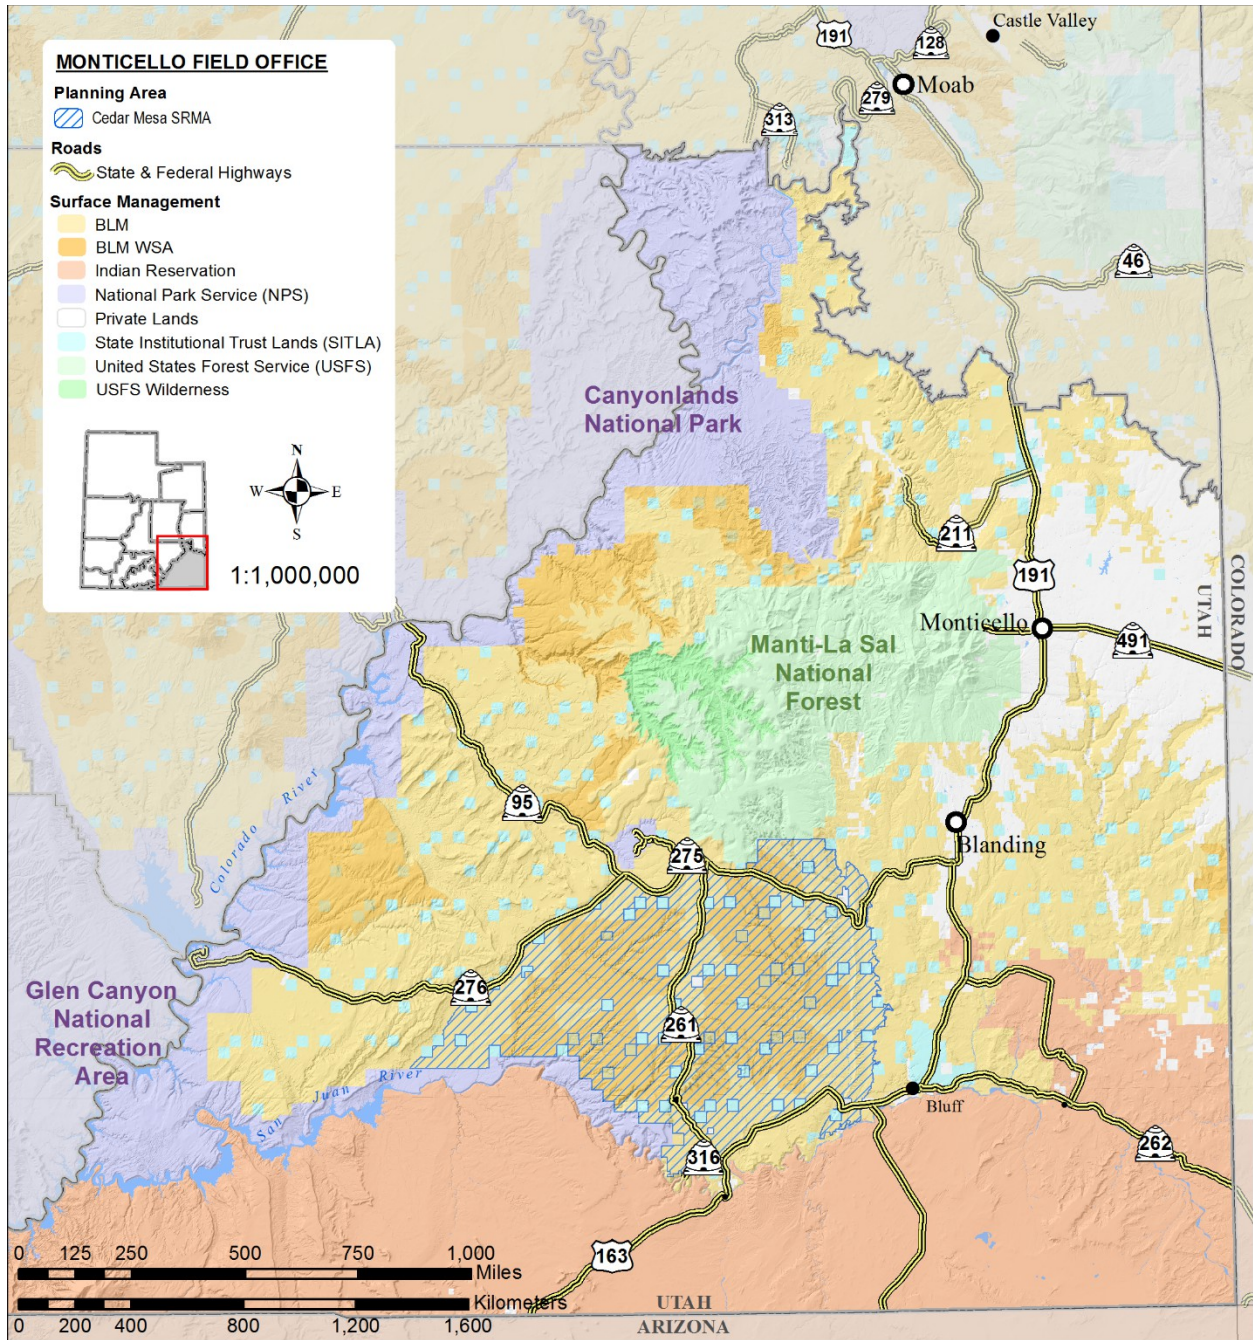 191
128
Castle Valley
Moab
279
313
MONTICELLO FIELD OFFICE
Planning Area
Cedar Mesa SRMA
Roads
State & Federal Highways
Surface Management
BLM
BLM WSA
Indian Reservation
National Park Service (NPS)
Private Lands
State Institutional Trust Lands (SITLA)
United States Forest Service (USFS)
USFS Wilderness
N
W
E
S
1:1,000,000
46
Canyonlands
National Park
211
191
COLORADO
UTAH
Monticello
491
Manti-La Sal
National
Forest
95
Colorado River
275
Blanding
Glen Canyon
National
Recreation
Area
276
261
San Juan River
Bluff
316
262
163
0 125 250 500 750 1,000
Miles
Kilometers
0 200 400 800 1,200 1,600
UTAH
ARIZONA